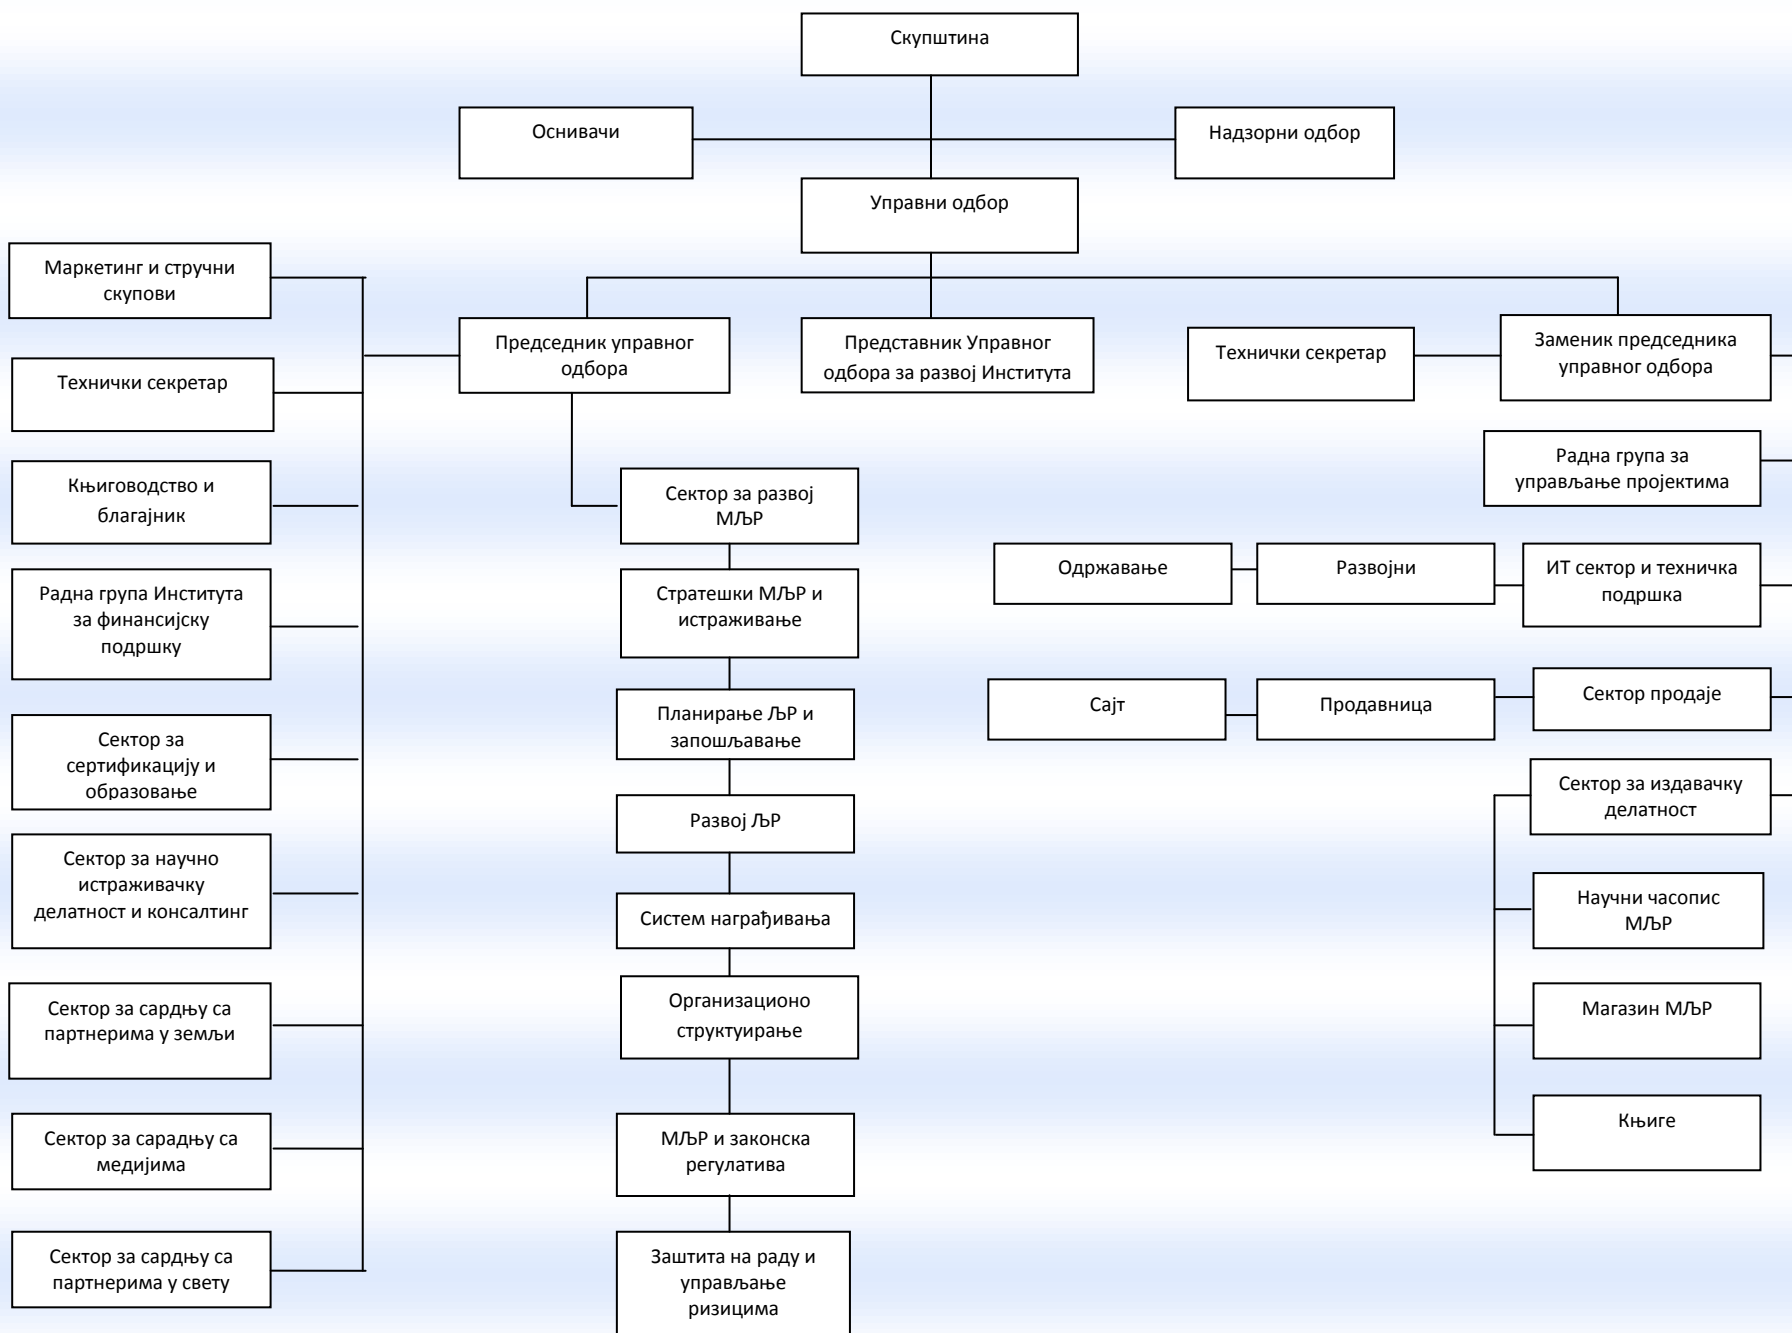 Скупштина
Оснивачи
Надзорни одбор
Управни одбор
Маркетинг и стручни
скупови
Технички секретар
Књиговодство и
благајник
Радна група Института
за финансијску
подршку
Сектор за
сертификацију и
образовање
Сектор за научно
истраживачку
делатност и консалтинг
Сектор за сардњу са
партнерима у земљи
Сектор за сарадњу са
медијима
Сектор за сардњу са
партнерима у свету
Председник управног
одбора
Сектор за развој
МЉР
Стратешки МЉР и
истраживање
Планирање ЉР и
запошљавање
Развој ЉР
Систем награђивања
Организационо
структуирање
МЉР и законска
регулатива
Заштита на раду и
управљање
ризицима
Представник Управног
одбора за развој Института
Технички секретар
Заменик председника
управног одбора
Радна група за
управљање пројектима
Одржавање
Развојни
ИТ сектор и техничка
подршка
Сајт
Продавница
Сектор продаје
Сектор за издавачку
делатност
Научни часопис
МЉР
Магазин МЉР
Књиге